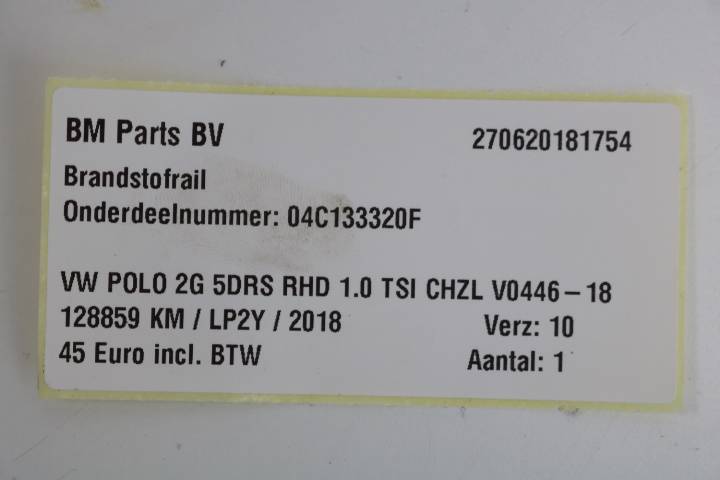 BM Parts BV 270620181754
Brandstofrail
Onderdeelnummer: 04C133320F
VW POLO 2G 5DRS RHD 1.0 TSI CHZL V0446-18
128859 KM / LP2Y / 2018 Verz: 10
45 Euro incl. BTW Aantal: 1